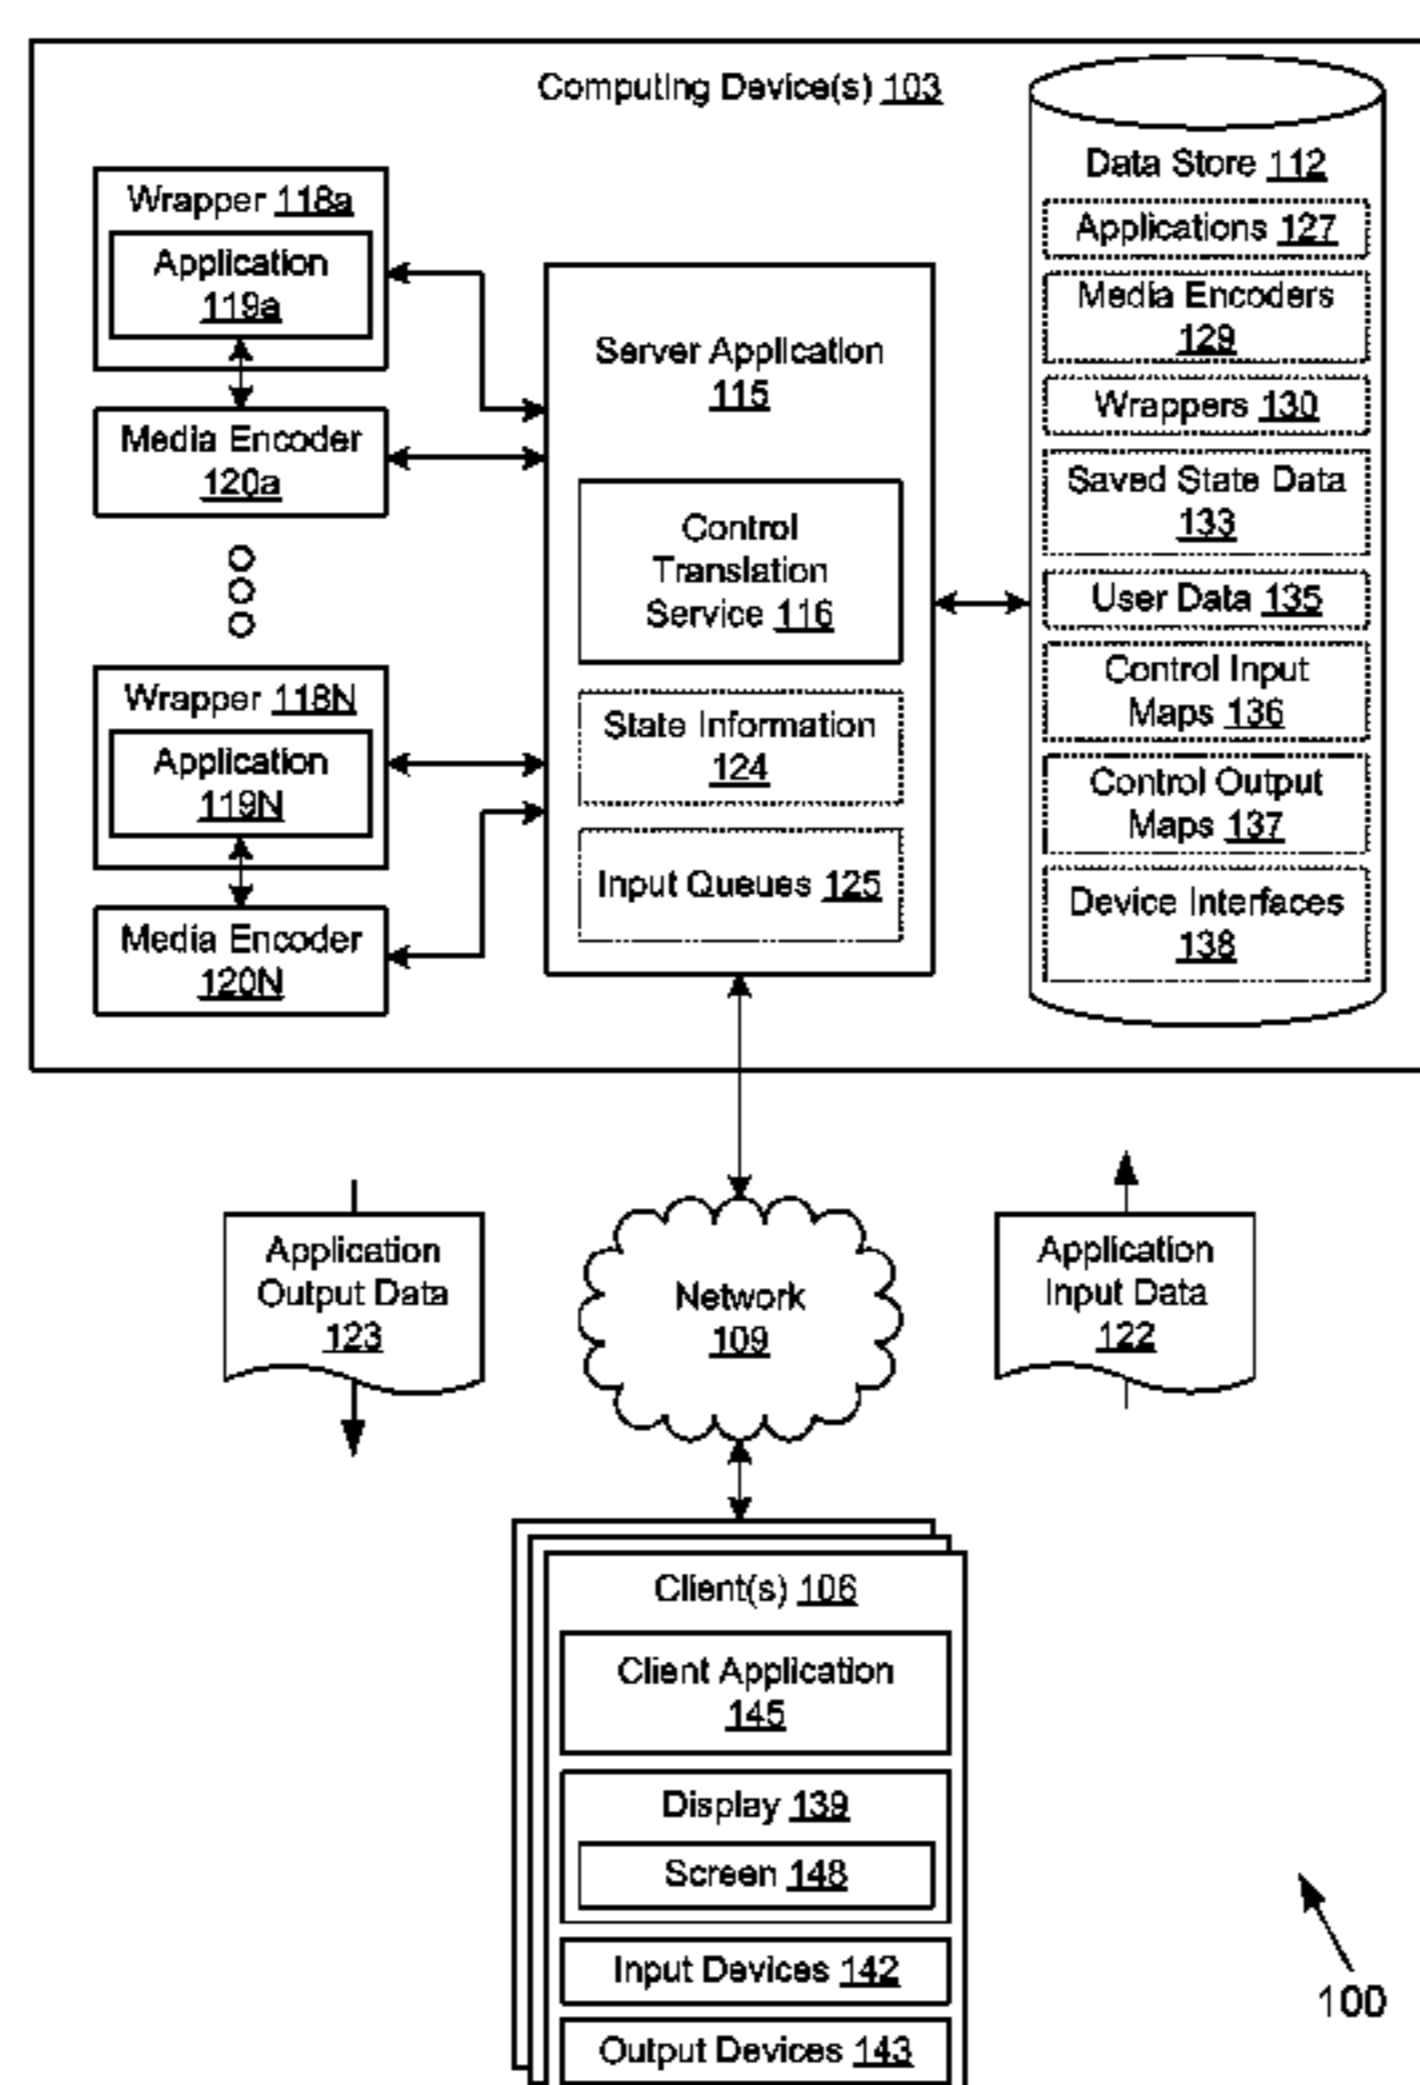 Computing Device(s) 103
Wrapper 118a
Application
119a
Media Encoder
120a
Wrapper 118N
Application
119N
Media Encoder
120N
Server Application
115
Control
Translation
Service 116
State Information
124
Input Queues 125
Data Store 112
Applications 127
Media Encoders
129
Wrappers 130
Saved State Data
133
User Data 135
Control Input
Maps 136
Control Output
Maps 137
Device Interfaces
138
Application
Output Data
123
Network
109
Application
Input Data
122
Client(s) 106
Client Application
145
Display 139
Screen 148
Input Devices 142
Output Devices 143
100